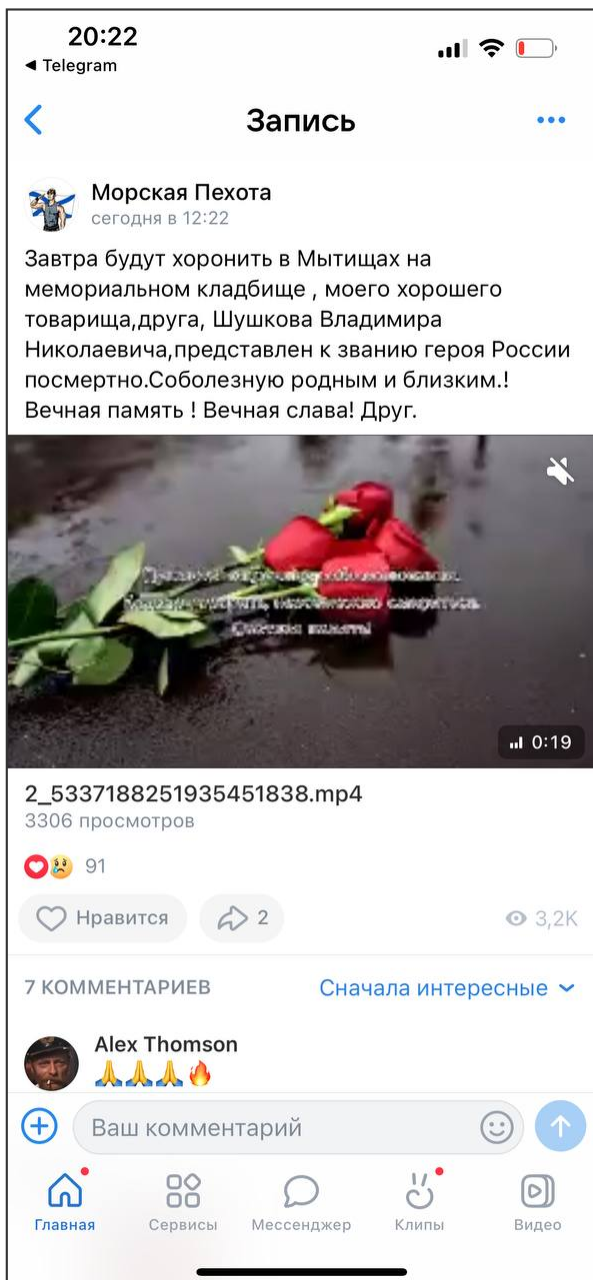 20:22
◀ Telegram
Запись
Морская Пехота
сегодня в 12:22
Завтра будут хоронить в Мытищах на
мемориальном кладбище , моего хорошего
товарища,друга, Шушкова Владимира
Николаевича,представлен к званию героя России
посмертно.Соболезную родным и близким.!
Вечная память ! Вечная слава! Друг.
0:19
2_5337188251935451838.mp4
3306 просмотров
91
Нравится
2
3,2K
7 КОММЕНТАРИЕВ
Сначала интересные
Alex Thomson
🙏🙏🙏🔥
Ваш комментарий
Главная
Сервисы
Мессенджер
Клипы
Видео